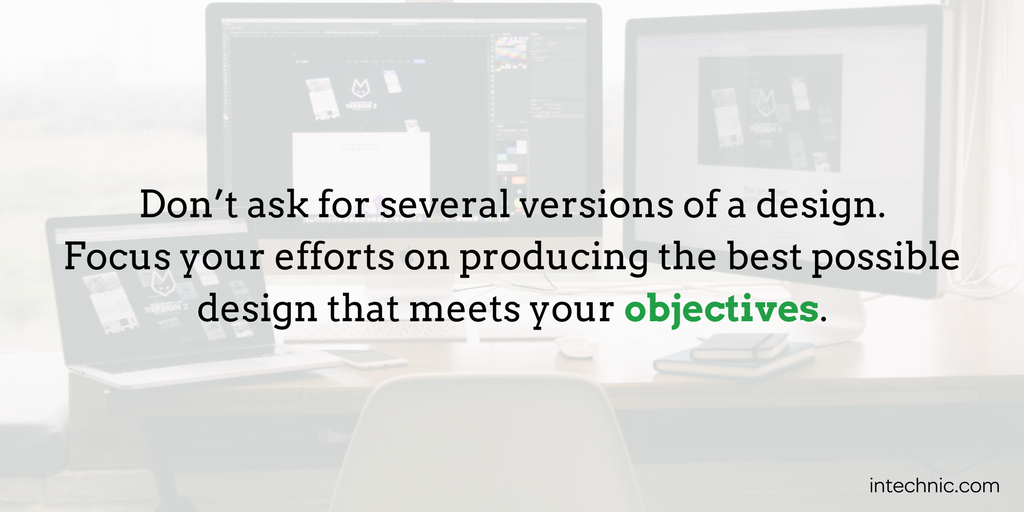 Don’t ask for several versions of a design.
Focus your efforts on producing the best possible
design that meets your objectives.
intechnic.com